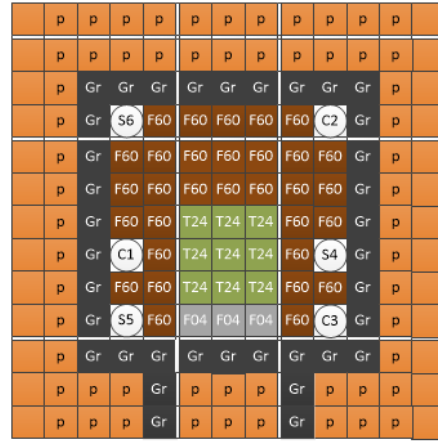 p p p p p p p p p p p
p p p p p p p p p p p
p Gr Gr Gr Gr Gr Gr Gr Gr Gr p
p Gr S6 F60 F60 F60 F60 F60 C2 Gr p
p Gr F60 F60 F60 F60 F60 F60 F60 Gr p
p Gr F60 F60 F60 F60 F60 F60 F60 Gr p
p Gr F60 F60 T24 T24 T24 F60 F60 Gr p
p Gr C1 F60 T24 T24 T24 F60 S4 Gr p
p Gr F60 F60 T24 T24 T24 F60 F60 Gr p
p Gr S5 F60 F04 F04 F04 F60 C3 Gr p
p Gr Gr Gr Gr Gr Gr Gr Gr Gr p
p p p Gr p p p Gr p p p
p p p Gr p p p Gr p p p